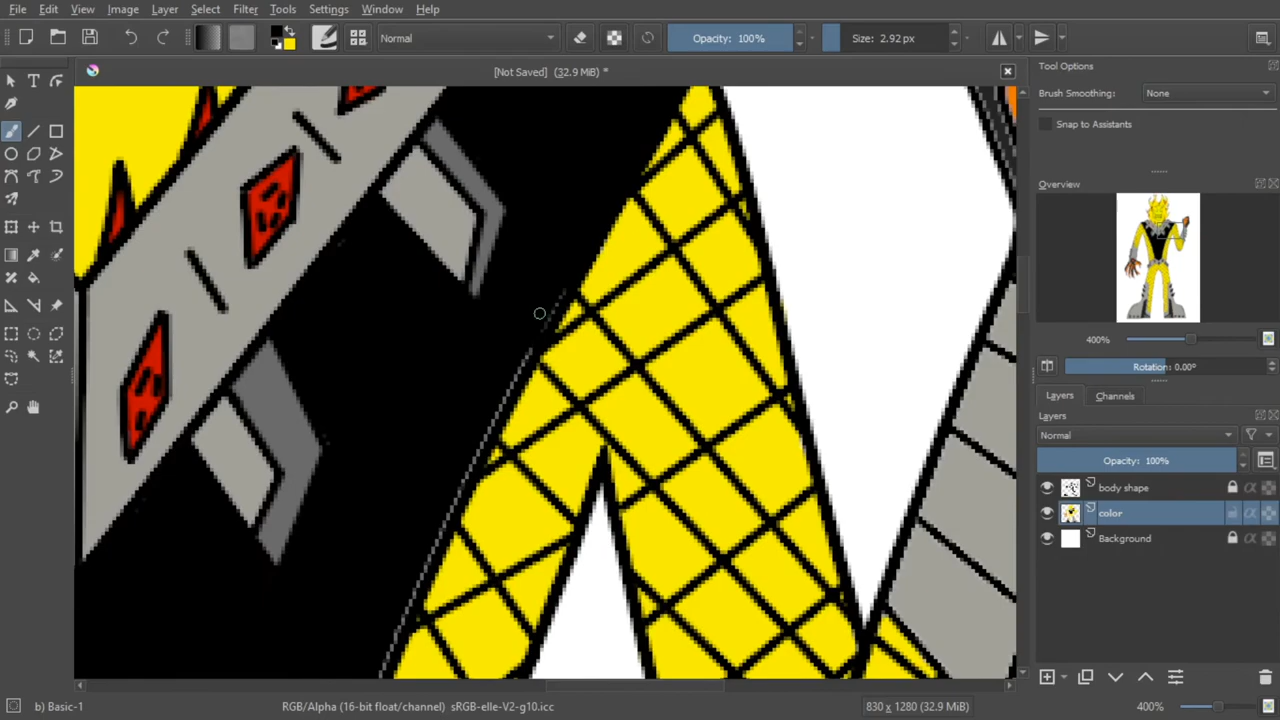 File Edit View Image Layer Select Filter Tools Settings Window Help
Normal Opacity: 100% Size: 2.92 px
[Not Saved] (32.9 MiB) *
Tool Options
Brush Smoothing: None
Snap to Assistants
Overview
400%
Rotation: 0.00°
Layers Channels
Layers
Normal
Opacity: 100%
body shape
color
Background
b) Basic-1 RGB/Alpha (16-bit float/channel) sRGB-elle-V2-g10.icc 830 x 1280 (32.9 MiB) 400%